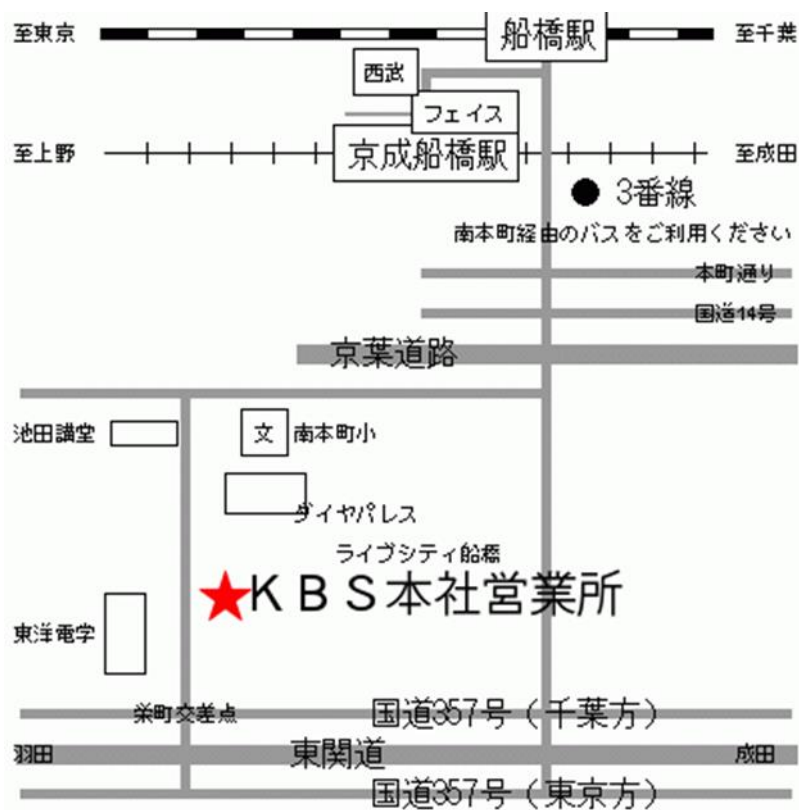 至東京
船橋駅
至千葉
西武
フェイス
至上野
京成船橋駅
至成田
3番線
南本町経由のバスをご利用ください
本町通り
国道14号
京葉道路
池田講堂
文
南本町小
ダイヤパレス
ライブシティ船橋
KBS本社営業所
東洋電学
栄町交差点
国道357号(千葉方)
羽田
東関道
成田
国道357号(東京方)